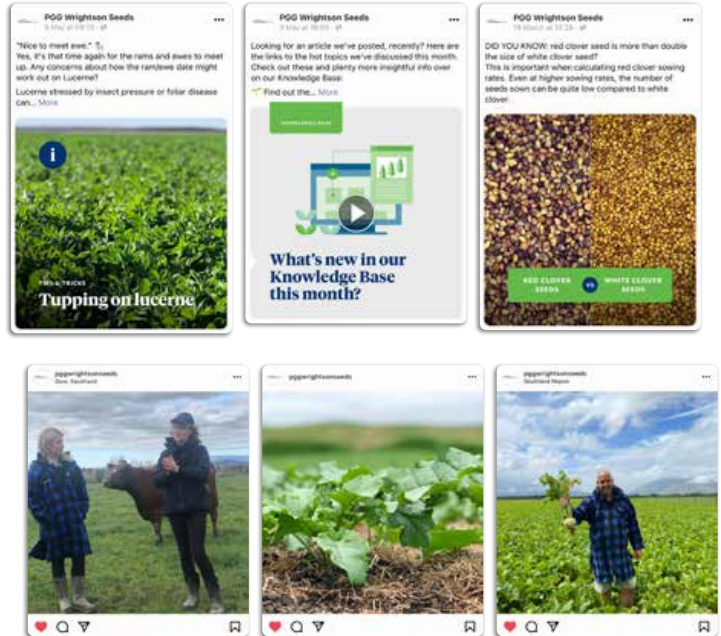 PGG Wrightson Seeds
"Nice to meet ewe."
Yes, it's that time again for the rams and ewes to meet
up. Any concerns about how the ram/ewe date might
work out on Lucerne?
Lucerne stressed by insect pressure or foliar disease
can... More
i
TIPS & TRICKS
Tupping on lucerne
PGG Wrightson Seeds
Looking for an article we've posted, recently? Here are
the links to the hot topics we've discussed this month.
Check out these and plenty more insightful info over
on our Knowledge Base:
Find out the... More
KNOWLEDGE BASE
What's new in our
Knowledge Base
this month?
PGG Wrightson Seeds
DID YOU KNOW: red clover seed is more than double
the size of white clover seed?
This is important when calculating red clover sowing
rates. Even at higher sowing rates, the number of
seeds sown can be quite low compared to white
clover.
RED CLOVER
SEEDS
VS
WHITE CLOVER
SEEDS
pggwrightsonseeds
Gore, Southland
pggwrightsonseeds
pggwrightsonseeds
Southland Region